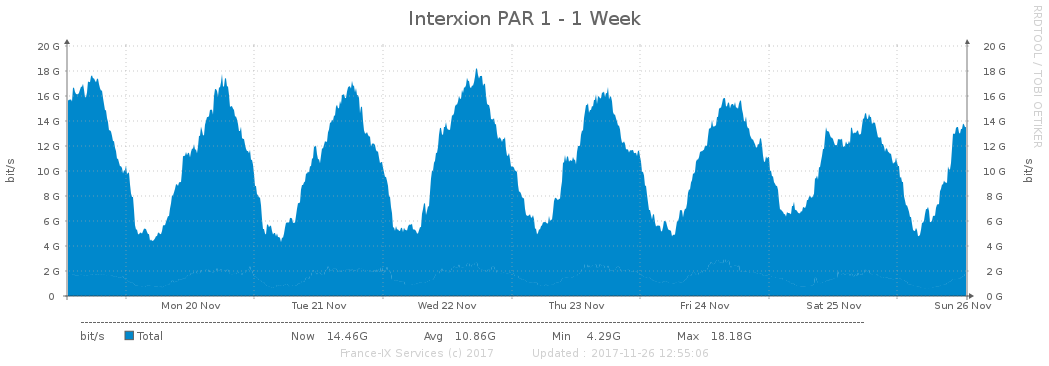 Interxion PAR 1 - 1 Week
RRDTOOL / TOBI OETIKER
bit/s
bit/s
20 G
20 G
18 G
18 G
16 G
16 G
14 G
14 G
12 G
12 G
10 G
10 G
8 G
8 G
6 G
6 G
4 G
4 G
2 G
2 G
0
0 G
Mon 20 Nov Tue 21 Nov Wed 22 Nov Thu 23 Nov Fri 24 Nov Sat 25 Nov Sun 26 Nov
bit/s Total Now 14.46G Avg 10.86G Min 4.29G Max 18.18G
France-IX Services (c) 2017 Updated : 2017-11-26 12:55:06